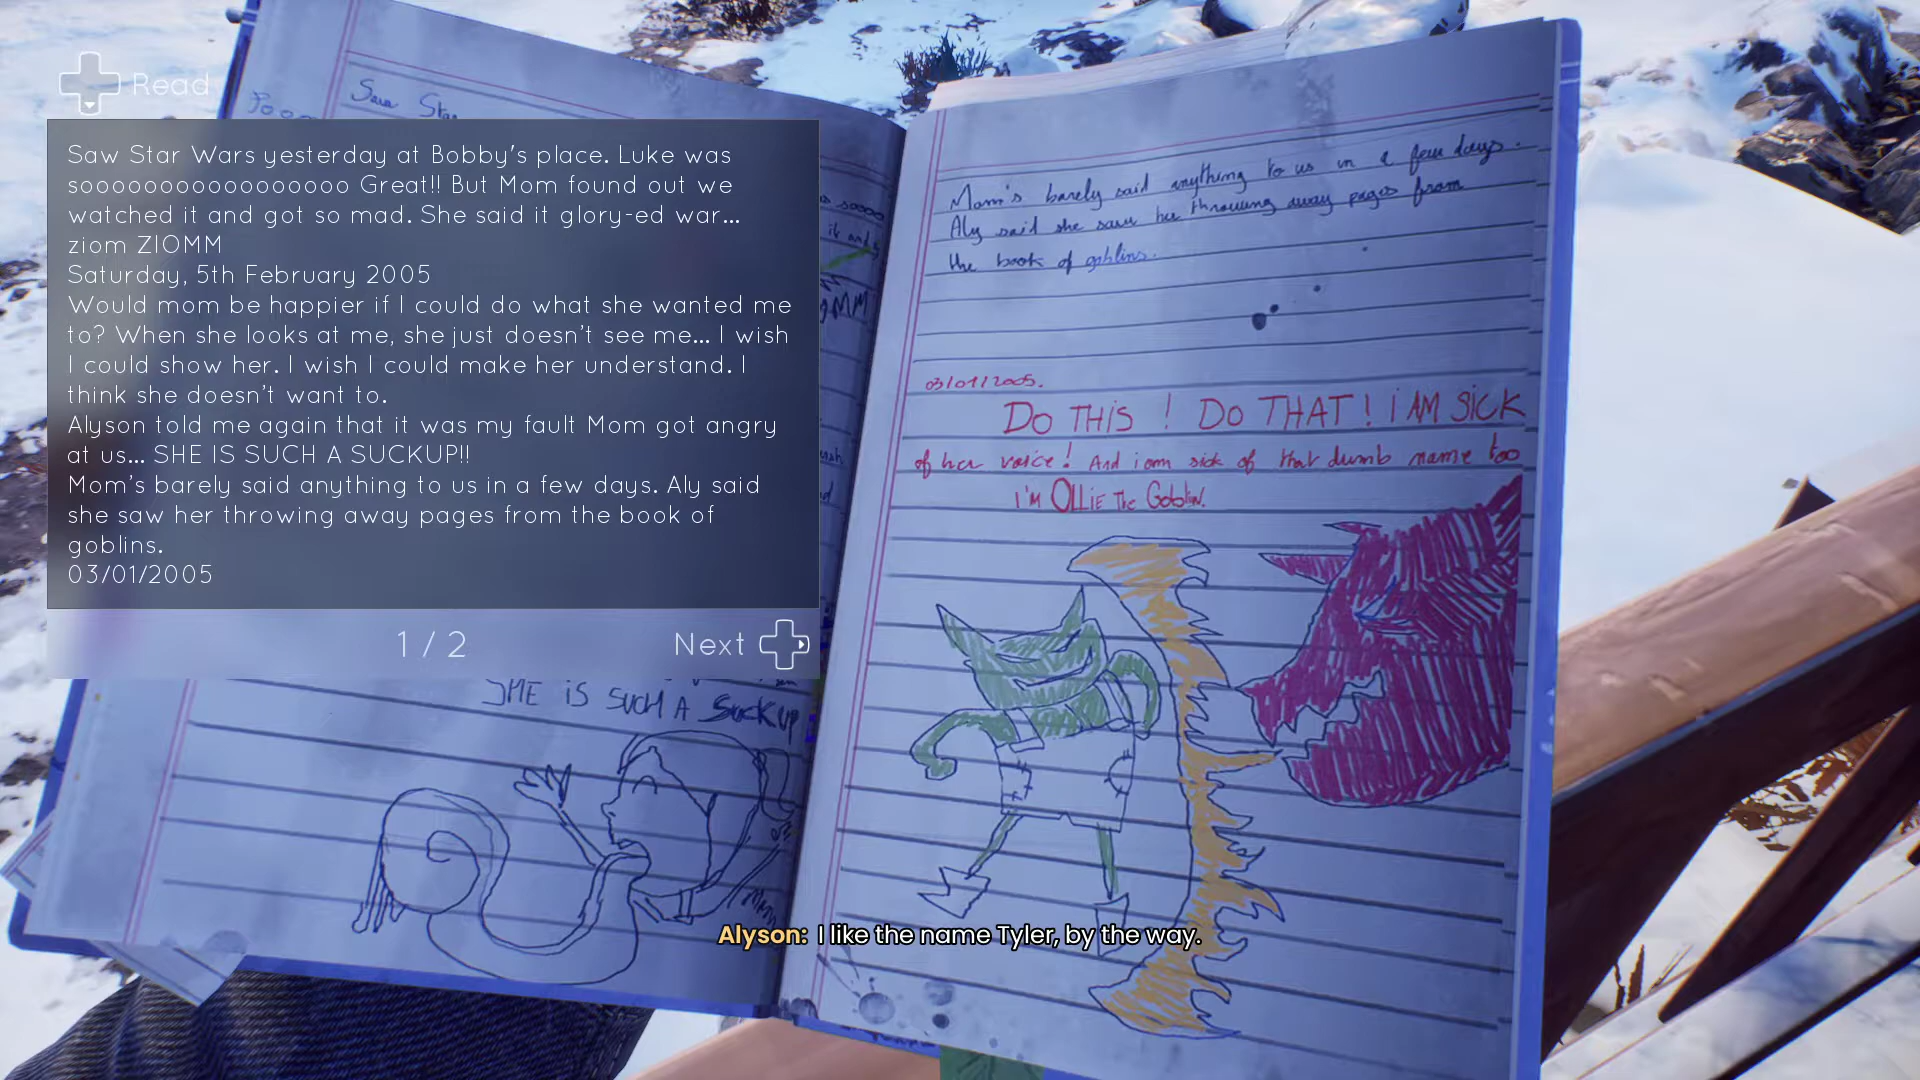 Read
Saw Star Wars yesterday at Bobby's place. Luke was
soooooooooooooooo Great!! But Mom found out we
watched it and got so mad. She said it glory-ed war...
ziom ZIOMM
Saturday, 5th February 2005
Would mom be happier if I could do what she wanted me
to? When she looks at me, she just doesn't see me... I wish
I could show her. I wish I could make her understand. I
think she doesn't want to.
Alyson told me again that it was my fault Mom got angry
at us... SHE IS SUCH A SUCKUP!!
Mom's barely said anything to us in a few days. Aly said
she saw her throwing away pages from the book of
goblins.
03/01/2005
1 / 2
Next
SHE iS SUCH A SuckuP
Mom's barely said anything to us in a few days.
Aly said she saw her throwing away pages from
the book of goblins.
03/01/2005.
DO THiS ! DO THAT ! i AM SiCK
of her voice! And i am sick of that dumb name too
I'M OLLiE THE GobliN.
Alyson: I like the name Tyler, by the way.